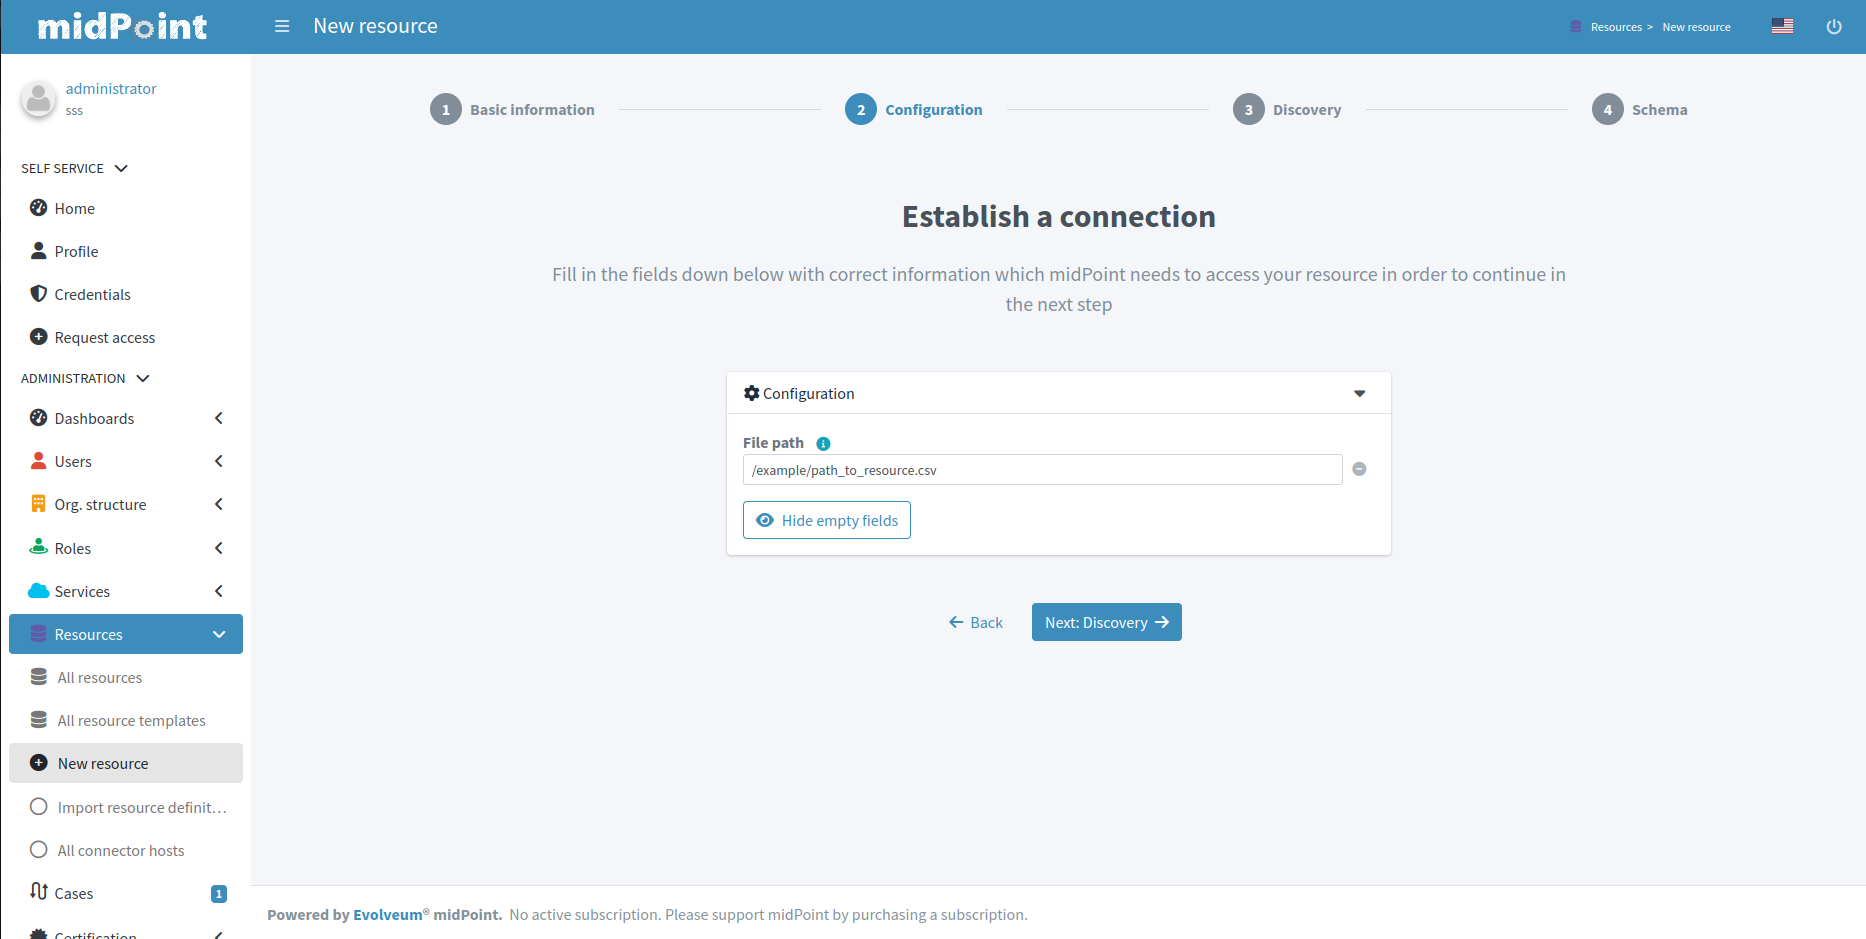 midPoint
New resource
Resources > New resource
administrator
sss
1 Basic information
2 Configuration
3 Discovery
4 Schema
SELF SERVICE
Home
Profile
Credentials
Request access
ADMINISTRATION
Dashboards
Users
Org. structure
Roles
Services
Resources
All resources
All resource templates
New resource
Import resource definit...
All connector hosts
Cases 1
Certification
Establish a connection
Fill in the fields down below with correct information which midPoint needs to access your resource in order to continue in
the next step
Configuration
File path
/example/path_to_resource.csv
Hide empty fields
Back
Next: Discovery
Powered by Evolveum® midPoint. No active subscription. Please support midPoint by purchasing a subscription.